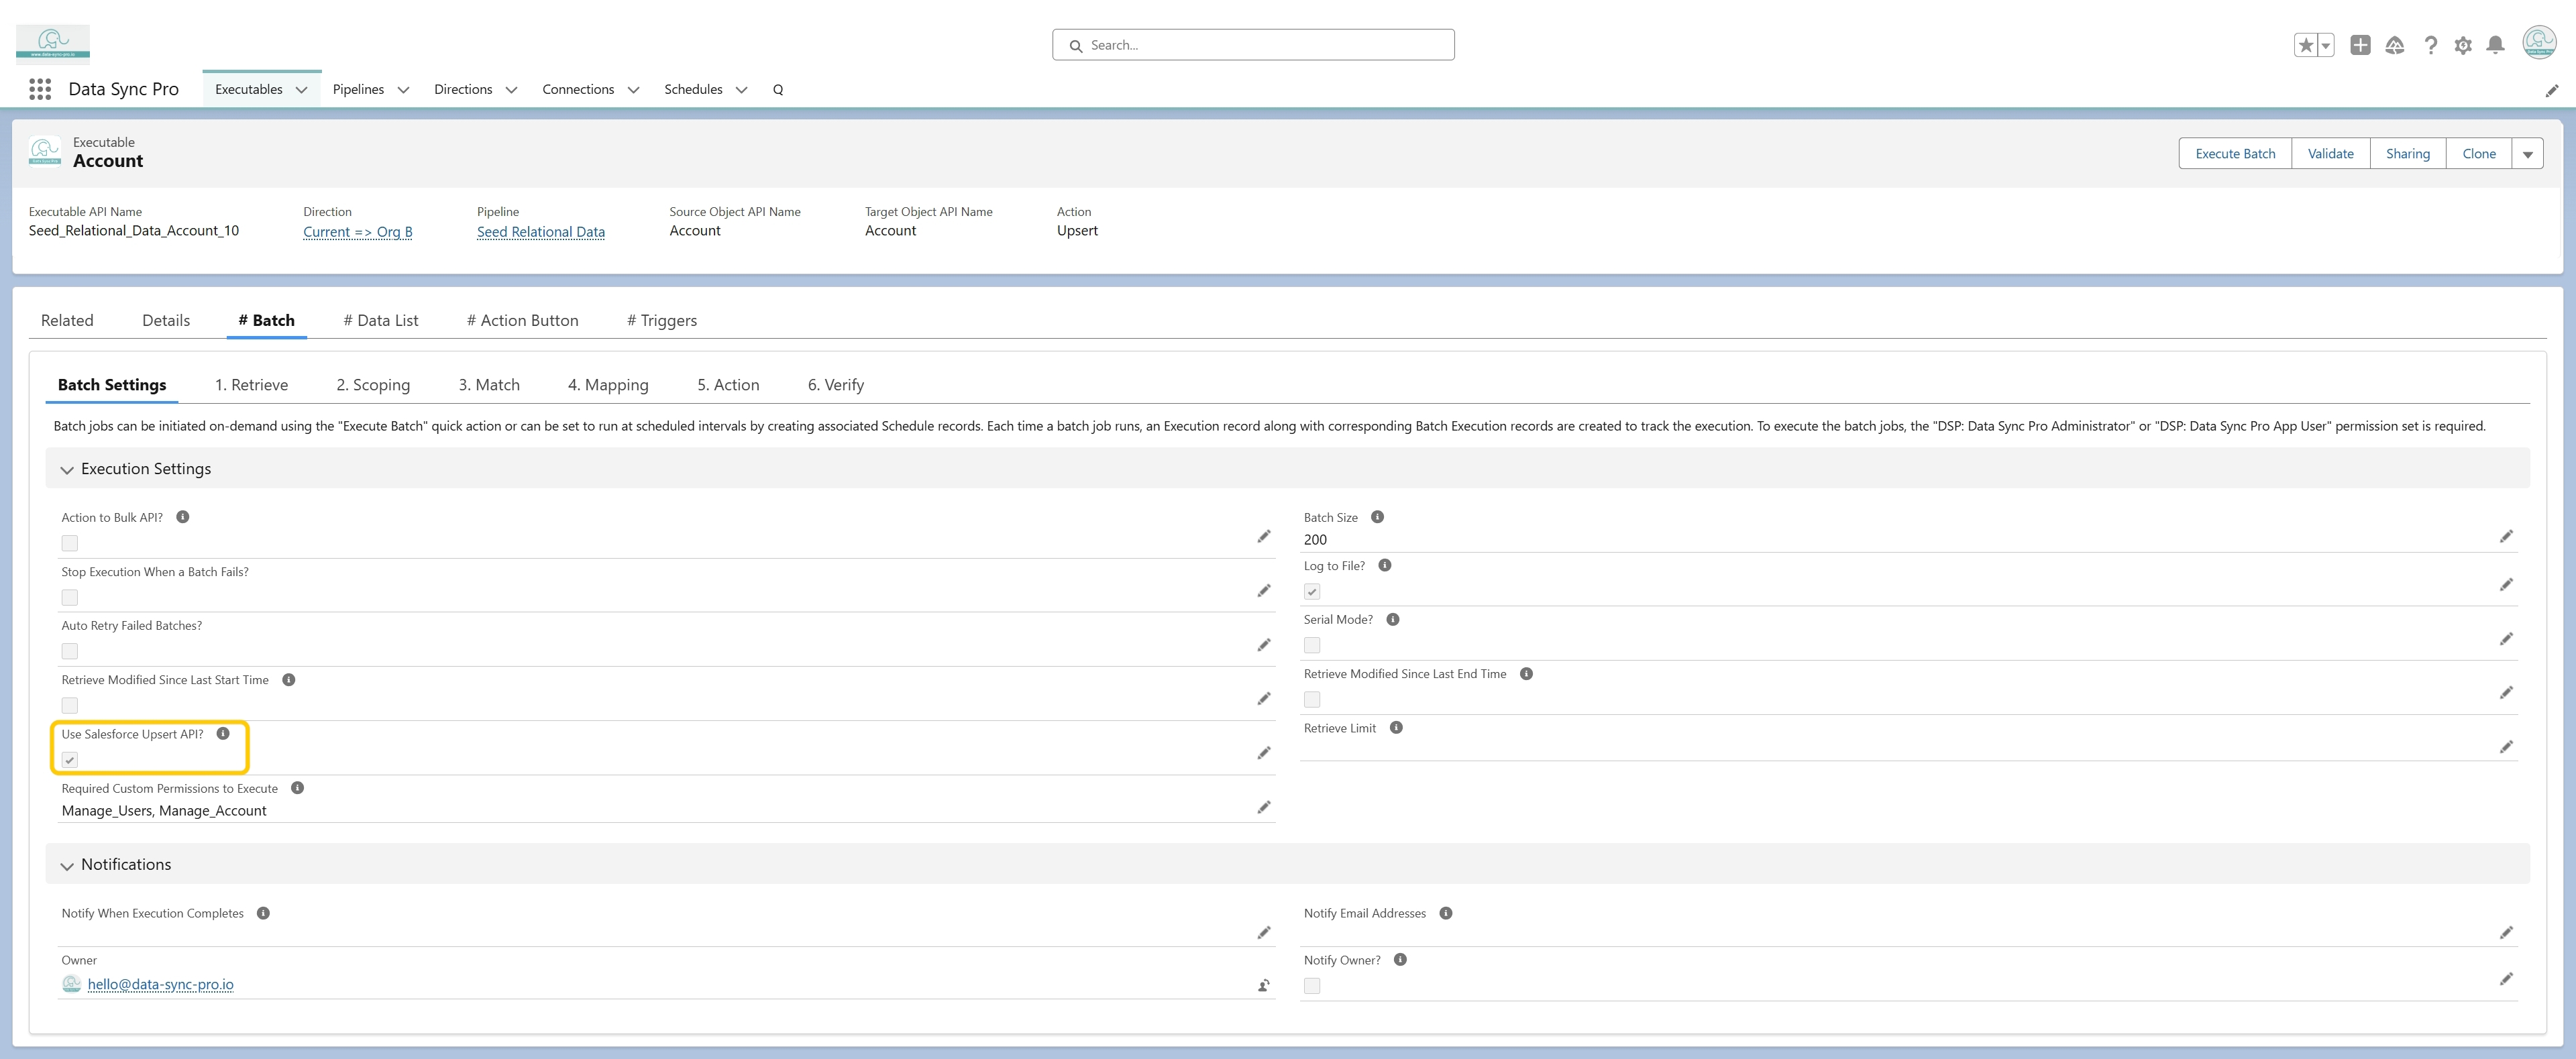 www.data-sync-pro.io
Search...
Data Sync Pro
Executables
Pipelines
Directions
Connections
Schedules
Q
Executable
Account
Execute Batch
Validate
Sharing
Clone
Executable API Name
Seed_Relational_Data_Account_10
Direction
Current => Org B
Pipeline
Seed Relational Data
Source Object API Name
Account
Target Object API Name
Account
Action
Upsert
Related
Details
# Batch
# Data List
# Action Button
# Triggers
Batch Settings
1. Retrieve
2. Scoping
3. Match
4. Mapping
5. Action
6. Verify
Batch jobs can be initiated on-demand using the "Execute Batch" quick action or can be set to run at scheduled intervals by creating associated Schedule records. Each time a batch job runs, an Execution record along with corresponding Batch Execution records are created to track the execution. To execute the batch jobs, the "DSP: Data Sync Pro Administrator" or "DSP: Data Sync Pro App User" permission set is required.
Execution Settings
Action to Bulk API?
Batch Size
200
Stop Execution When a Batch Fails?
Log to File?
Auto Retry Failed Batches?
Serial Mode?
Retrieve Modified Since Last Start Time
Retrieve Modified Since Last End Time
Use Salesforce Upsert API?
Retrieve Limit
Required Custom Permissions to Execute
Manage_Users, Manage_Account
Notifications
Notify When Execution Completes
Notify Email Addresses
Owner
hello@data-sync-pro.io
Notify Owner?